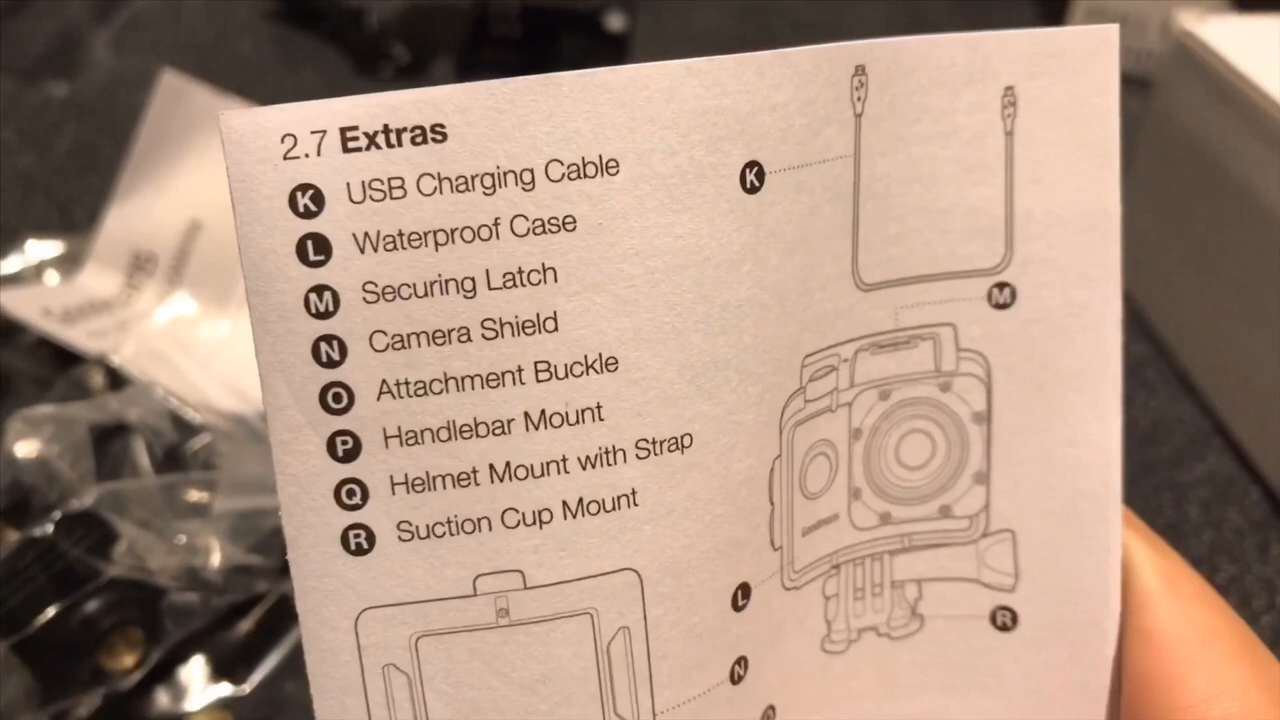 2.7 Extras
K USB Charging Cable
L Waterproof Case
M Securing Latch
N Camera Shield
O Attachment Buckle
P Handlebar Mount
Q Helmet Mount with Strap
R Suction Cup Mount
K
M
L
R
N